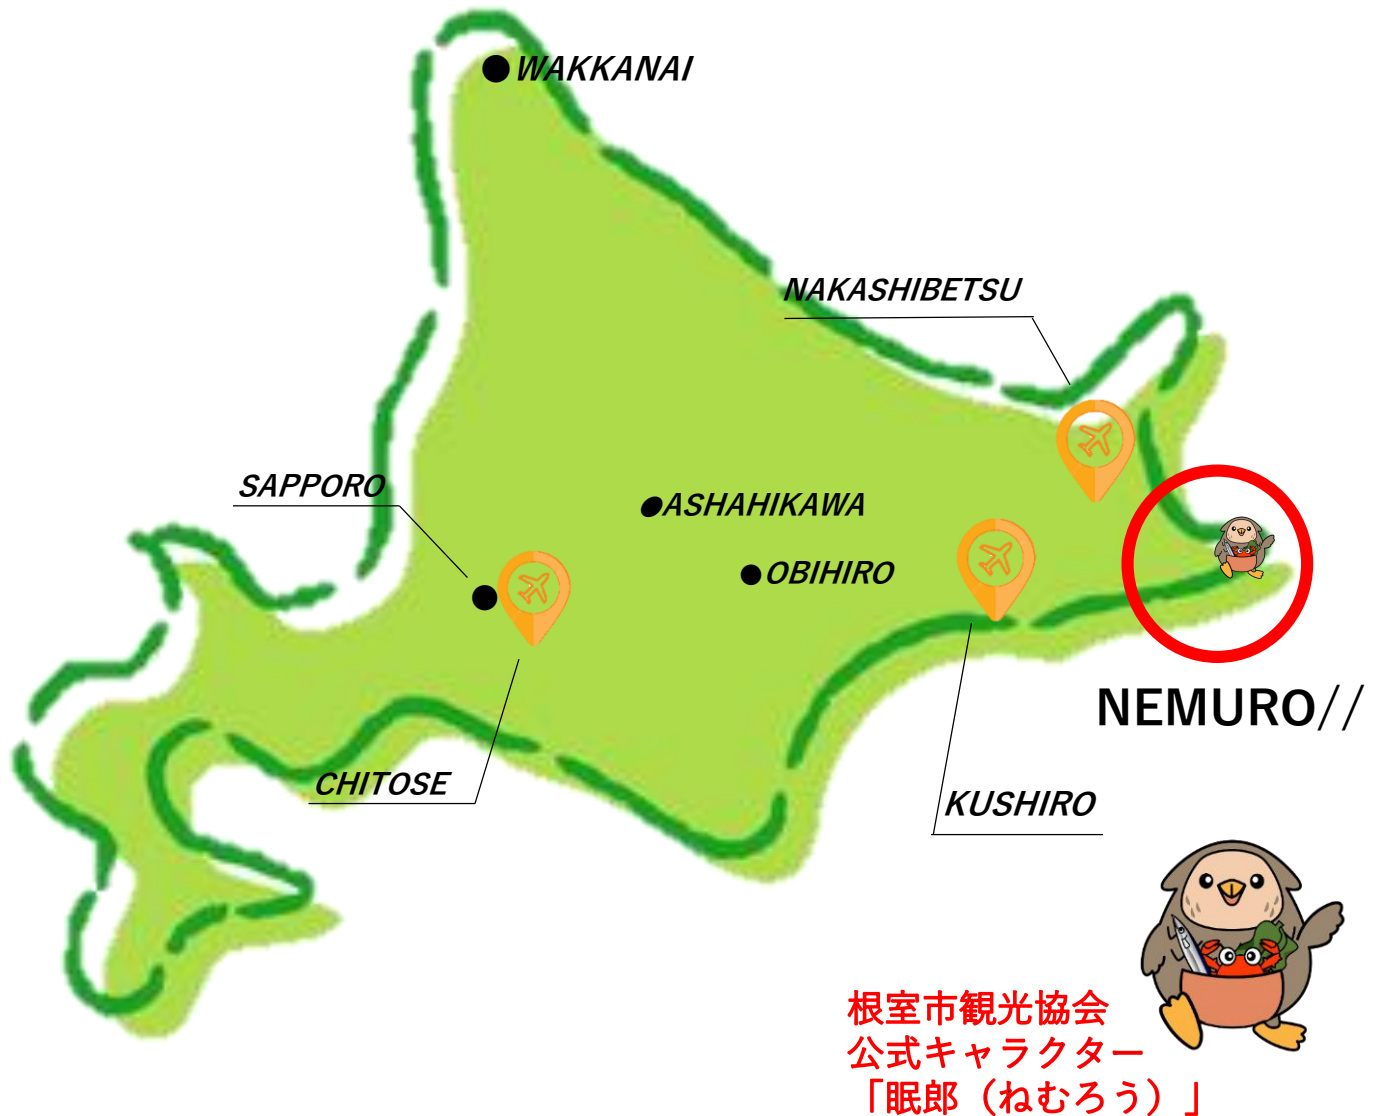 WAKKANAI
NAKASHIBETSU
SAPPORO
ASHAHIKAWA
OBIHIRO
NEMURO//
CHITOSE
KUSHIRO
根室市観光協会
公式キャラクター
「眠郎（ねむろう）」